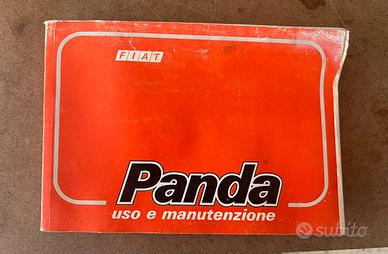 FIAT
Panda
uso e manutenzione
subito